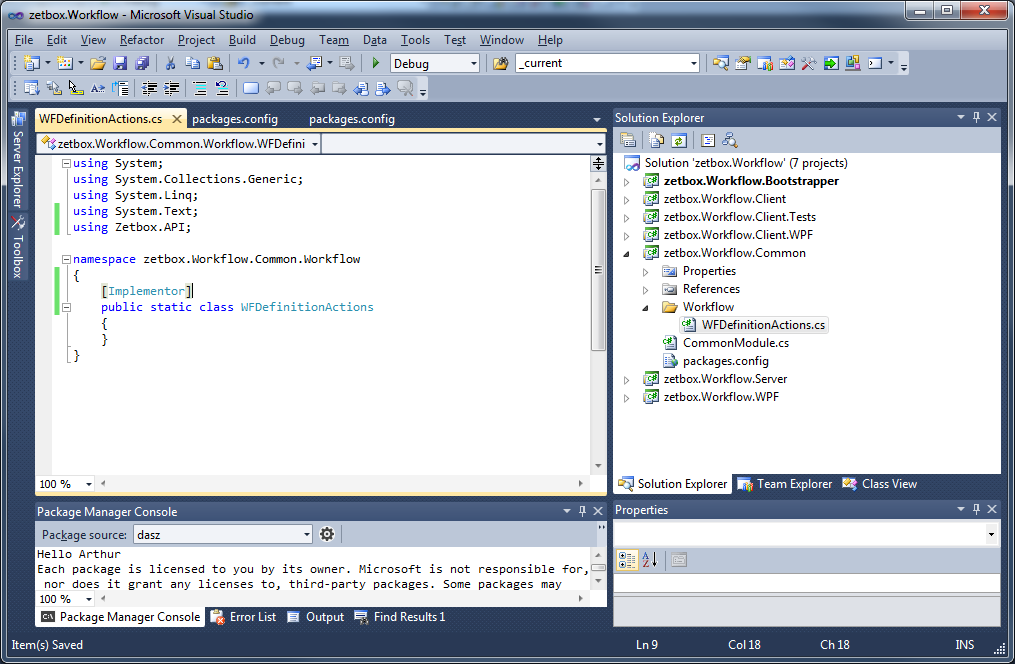 zetbox.Workflow - Microsoft Visual Studio
File Edit View Refactor Project Build Debug Team Data Tools Test Window Help
Debug _current
Server Explorer
Toolbox
WFDefinitionActions.cs packages.config packages.config
zetbox.Workflow.Common.Workflow.WFDefini
using System;
using System.Collections.Generic;
using System.Linq;
using System.Text;
using Zetbox.API;
namespace zetbox.Workflow.Common.Workflow
{
[Implementor]
public static class WFDefinitionActions
{
}
}
100 %
Solution Explorer
Solution 'zetbox.Workflow' (7 projects)
zetbox.Workflow.Bootstrapper
zetbox.Workflow.Client
zetbox.Workflow.Client.Tests
zetbox.Workflow.Client.WPF
zetbox.Workflow.Common
Properties
References
Workflow
WFDefinitionActions.cs
CommonModule.cs
packages.config
zetbox.Workflow.Server
zetbox.Workflow.WPF
Solution Explorer Team Explorer Class View
Package Manager Console
Package source: dasz
Hello Arthur
Each package is licensed to you by its owner. Microsoft is not responsible for,
nor does it grant any licenses to, third-party packages. Some packages may
100 %
Package Manager Console Error List Output Find Results 1
Properties
Item(s) Saved Ln 9 Col 18 Ch 18 INS